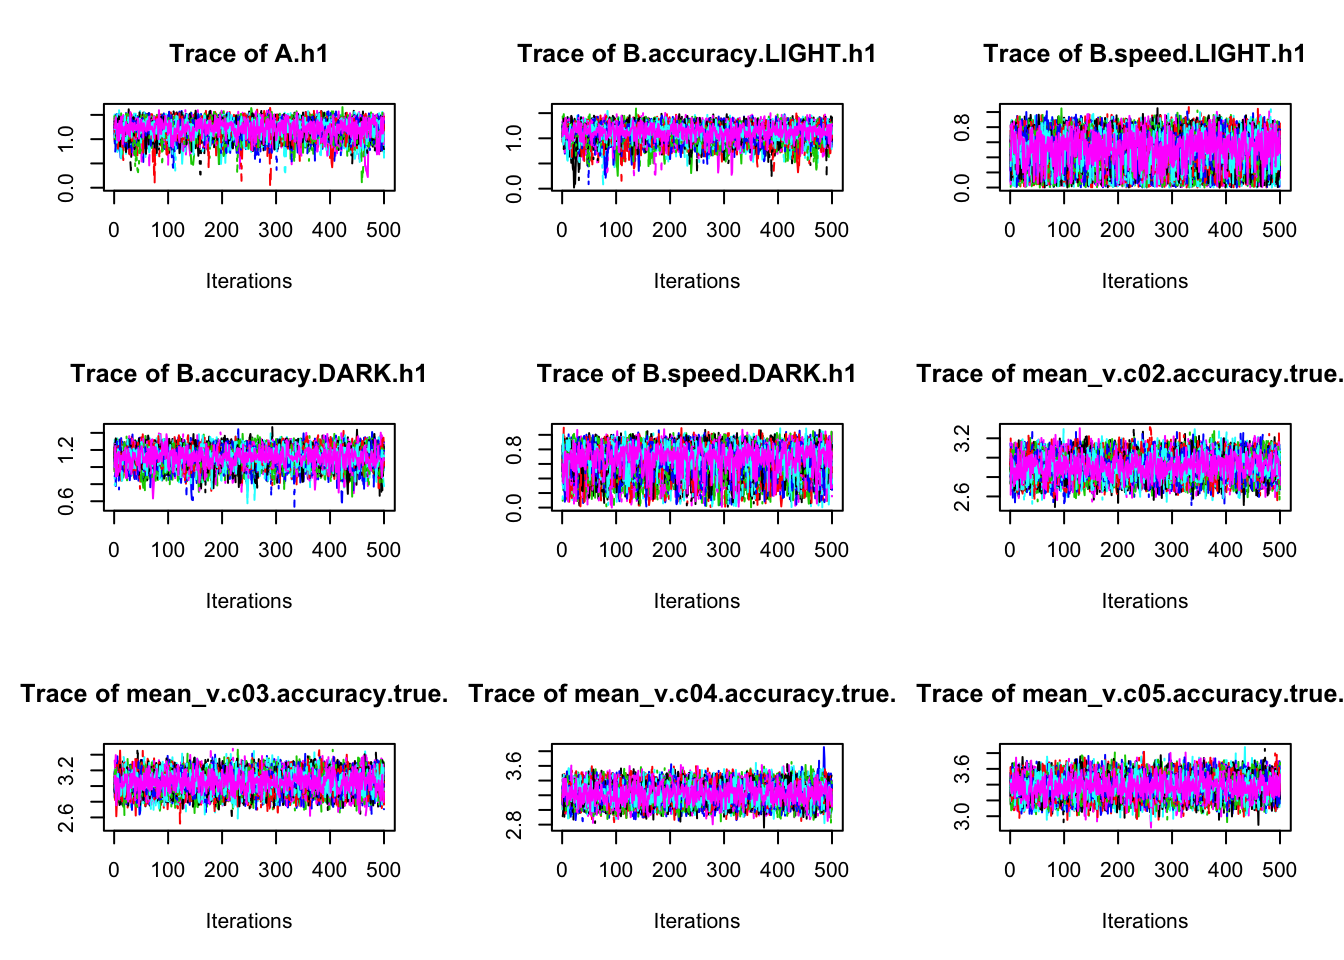 Trace of A.h1
Trace of B.accuracy.LIGHT.h1
Trace of B.speed.LIGHT.h1
1.0
0.0
0 100 200 300 400 500
Iterations
1.0
0.0
0 100 200 300 400 500
Iterations
0.8
0.0
0 100 200 300 400 500
Iterations
Trace of B.accuracy.DARK.h1
Trace of B.speed.DARK.h1
Trace of mean_v.c02.accuracy.true.
1.2
0.6
0 100 200 300 400 500
Iterations
0.8
0.0
0 100 200 300 400 500
Iterations
3.2
2.6
0 100 200 300 400 500
Iterations
Trace of mean_v.c03.accuracy.true.
Trace of mean_v.c04.accuracy.true.
Trace of mean_v.c05.accuracy.true.
3.2
2.6
0 100 200 300 400 500
Iterations
3.6
2.8
0 100 200 300 400 500
Iterations
3.6
3.0
0 100 200 300 400 500
Iterations